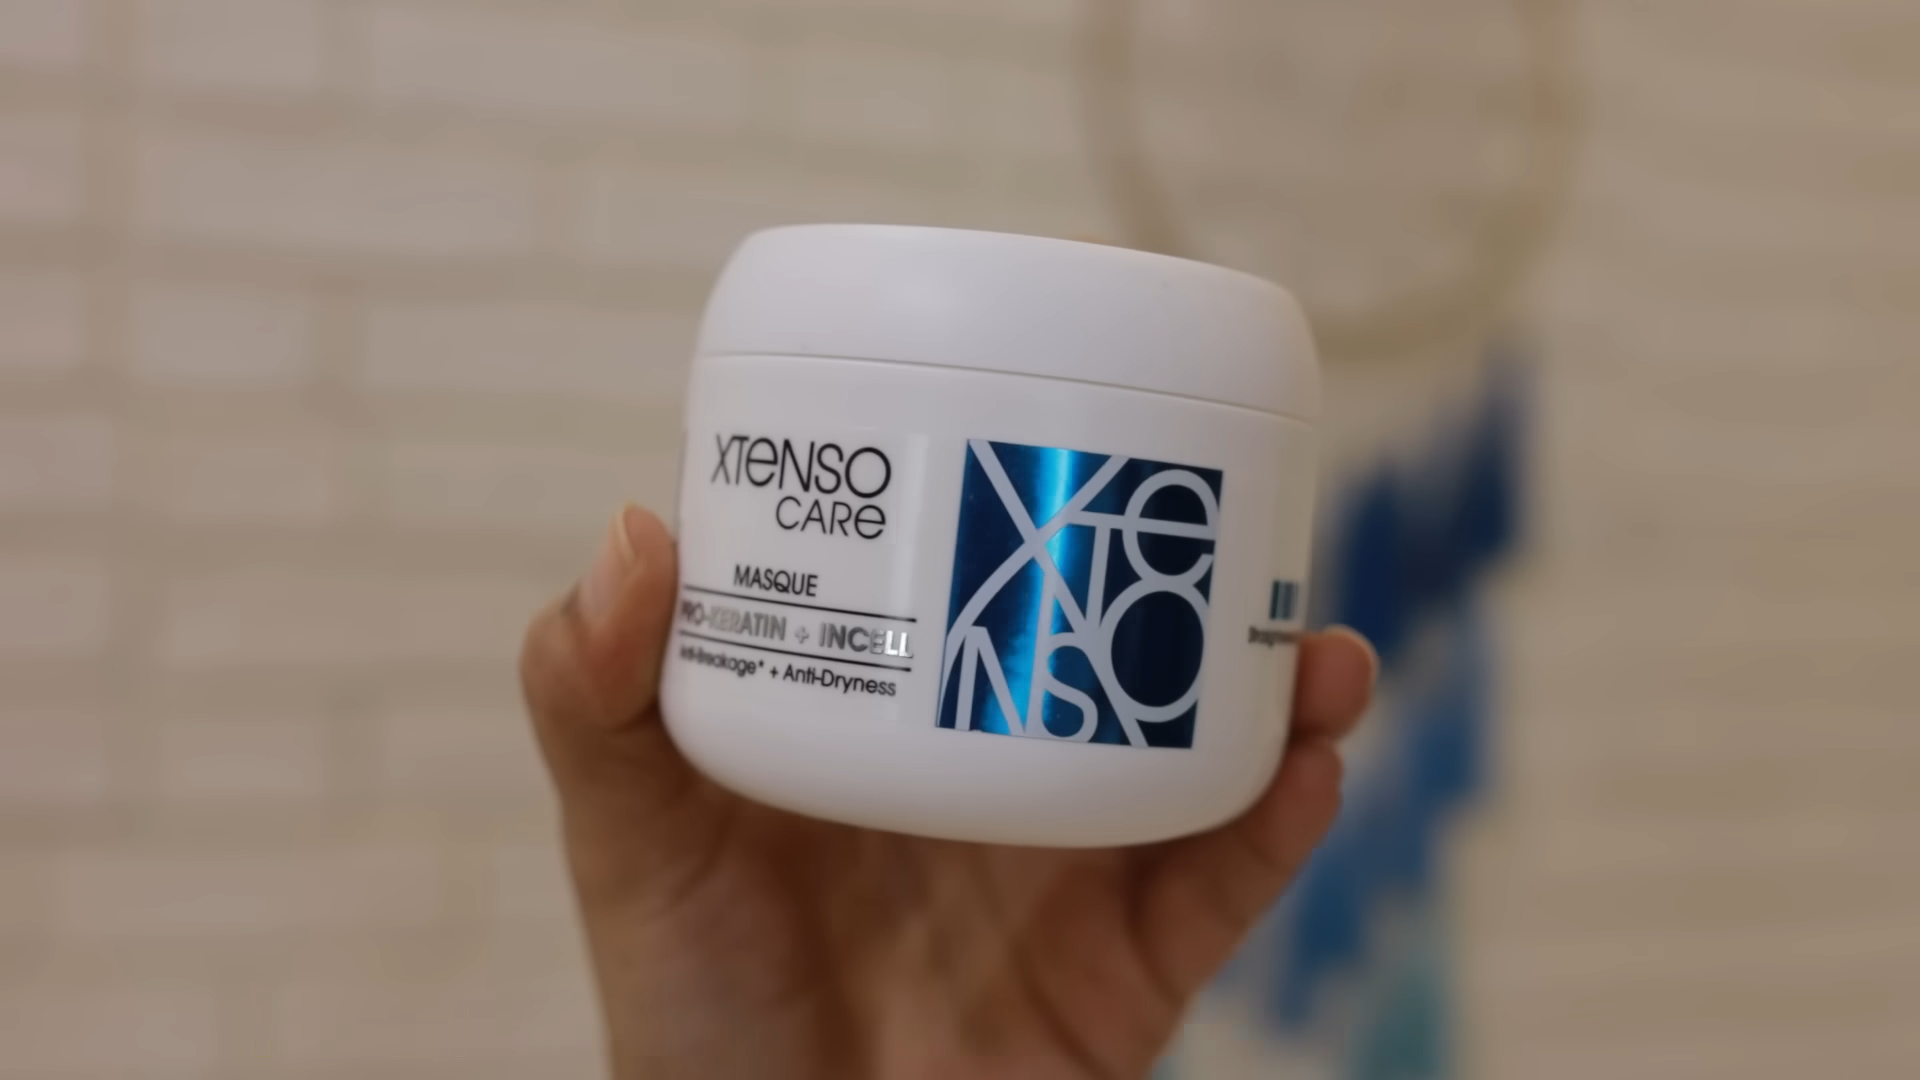 XTENSO
CARE
MASQUE
PRO-KERATIN + INCELL
Anti-Breakage* + Anti-Dryness
XTENSO